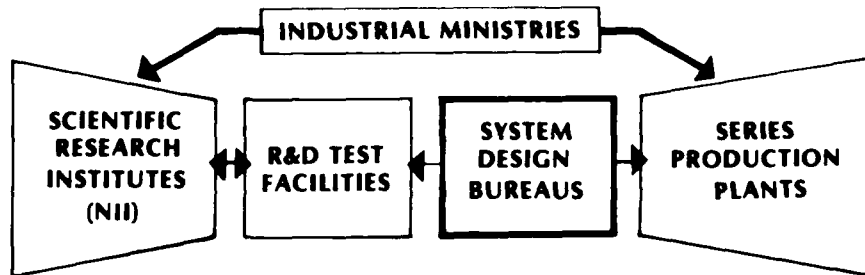 INDUSTRIAL MINISTRIES
SCIENTIFIC
RESEARCH
INSTITUTES
(NII)
R&D TEST
FACILITIES
SYSTEM
DESIGN
BUREAUS
SERIES
PRODUCTION
PLANTS